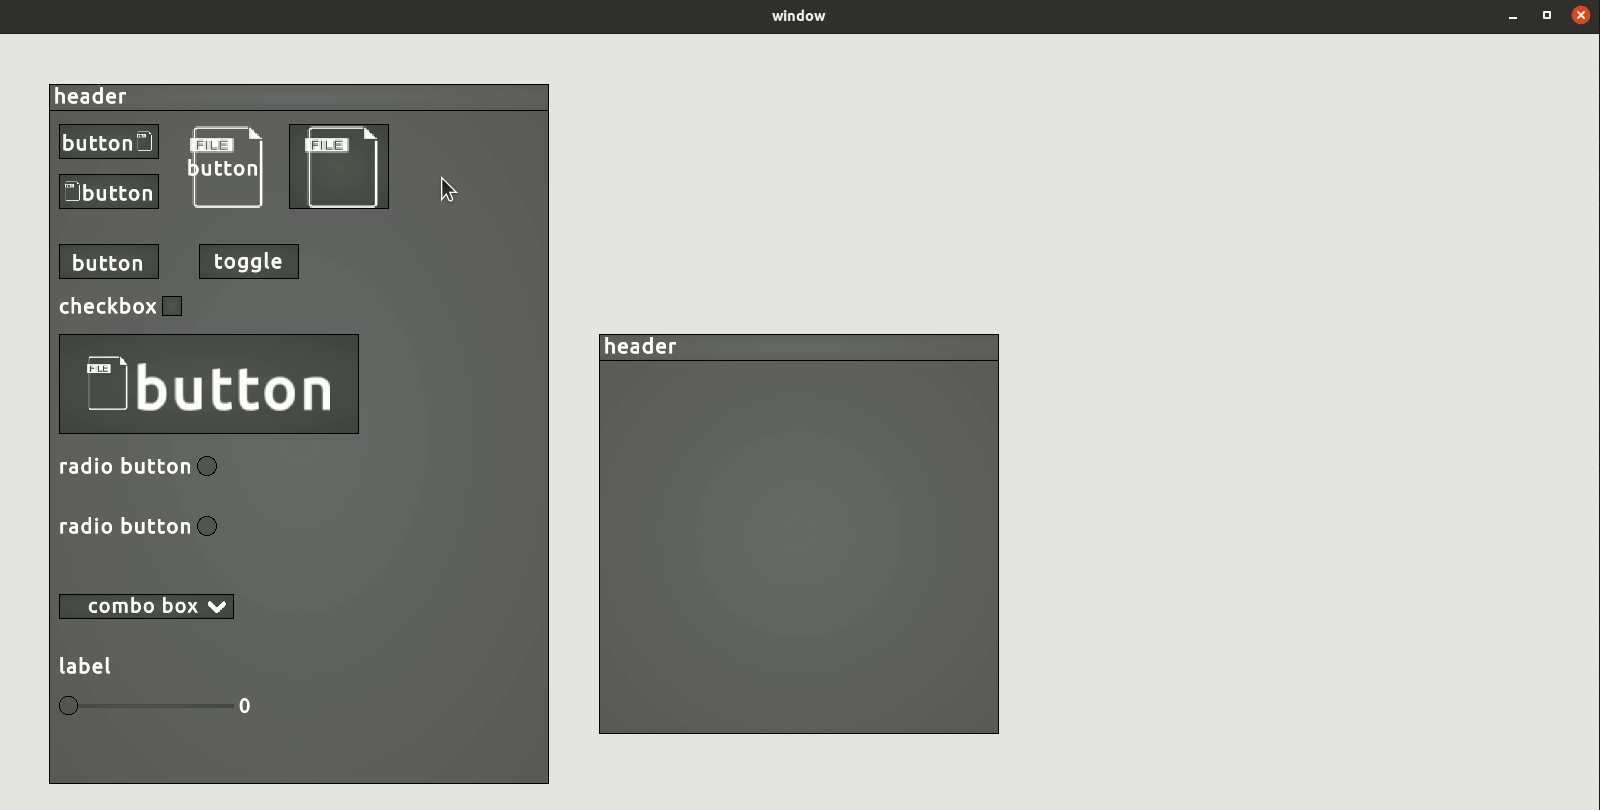 window
header
button
button
FILE
button
FILE
button
toggle
checkbox
FILE
button
radio button
radio button
combo box
label
0
header